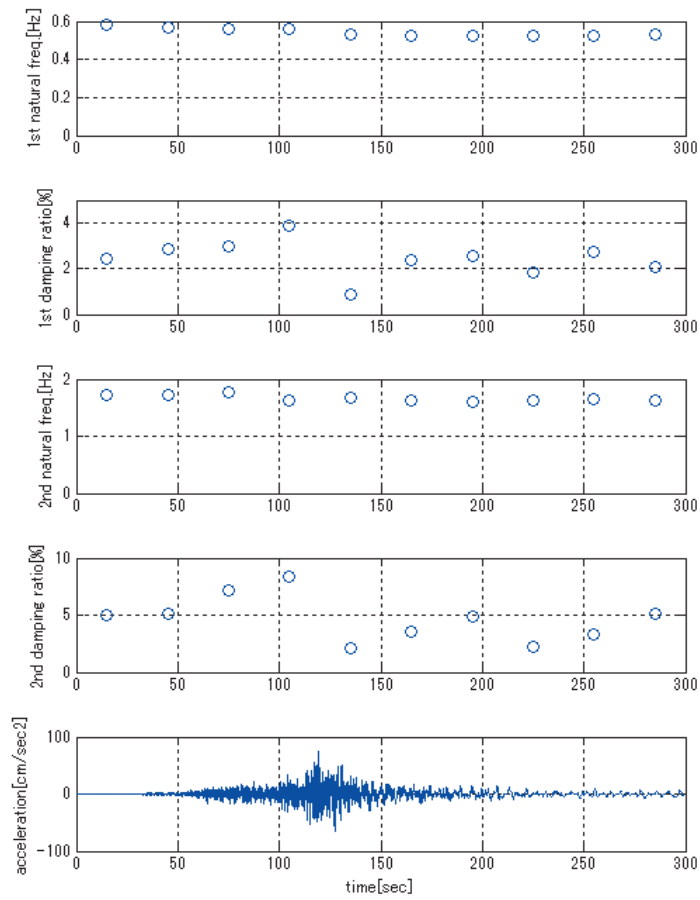 1st natural freq.[Hz]
0.6
0.4
0.2
0
0 50 100 150 200 250 300
1st damping ratio[%]
4
2
0
0 50 100 150 200 250 300
2nd natural freq.[Hz]
2
1
0
0 50 100 150 200 250 300
2nd damping ratio[%]
10
5
0
0 50 100 150 200 250 300
acceleration[cm/sec2]
100
0
-100
0 50 100 150 200 250 300
time[sec]